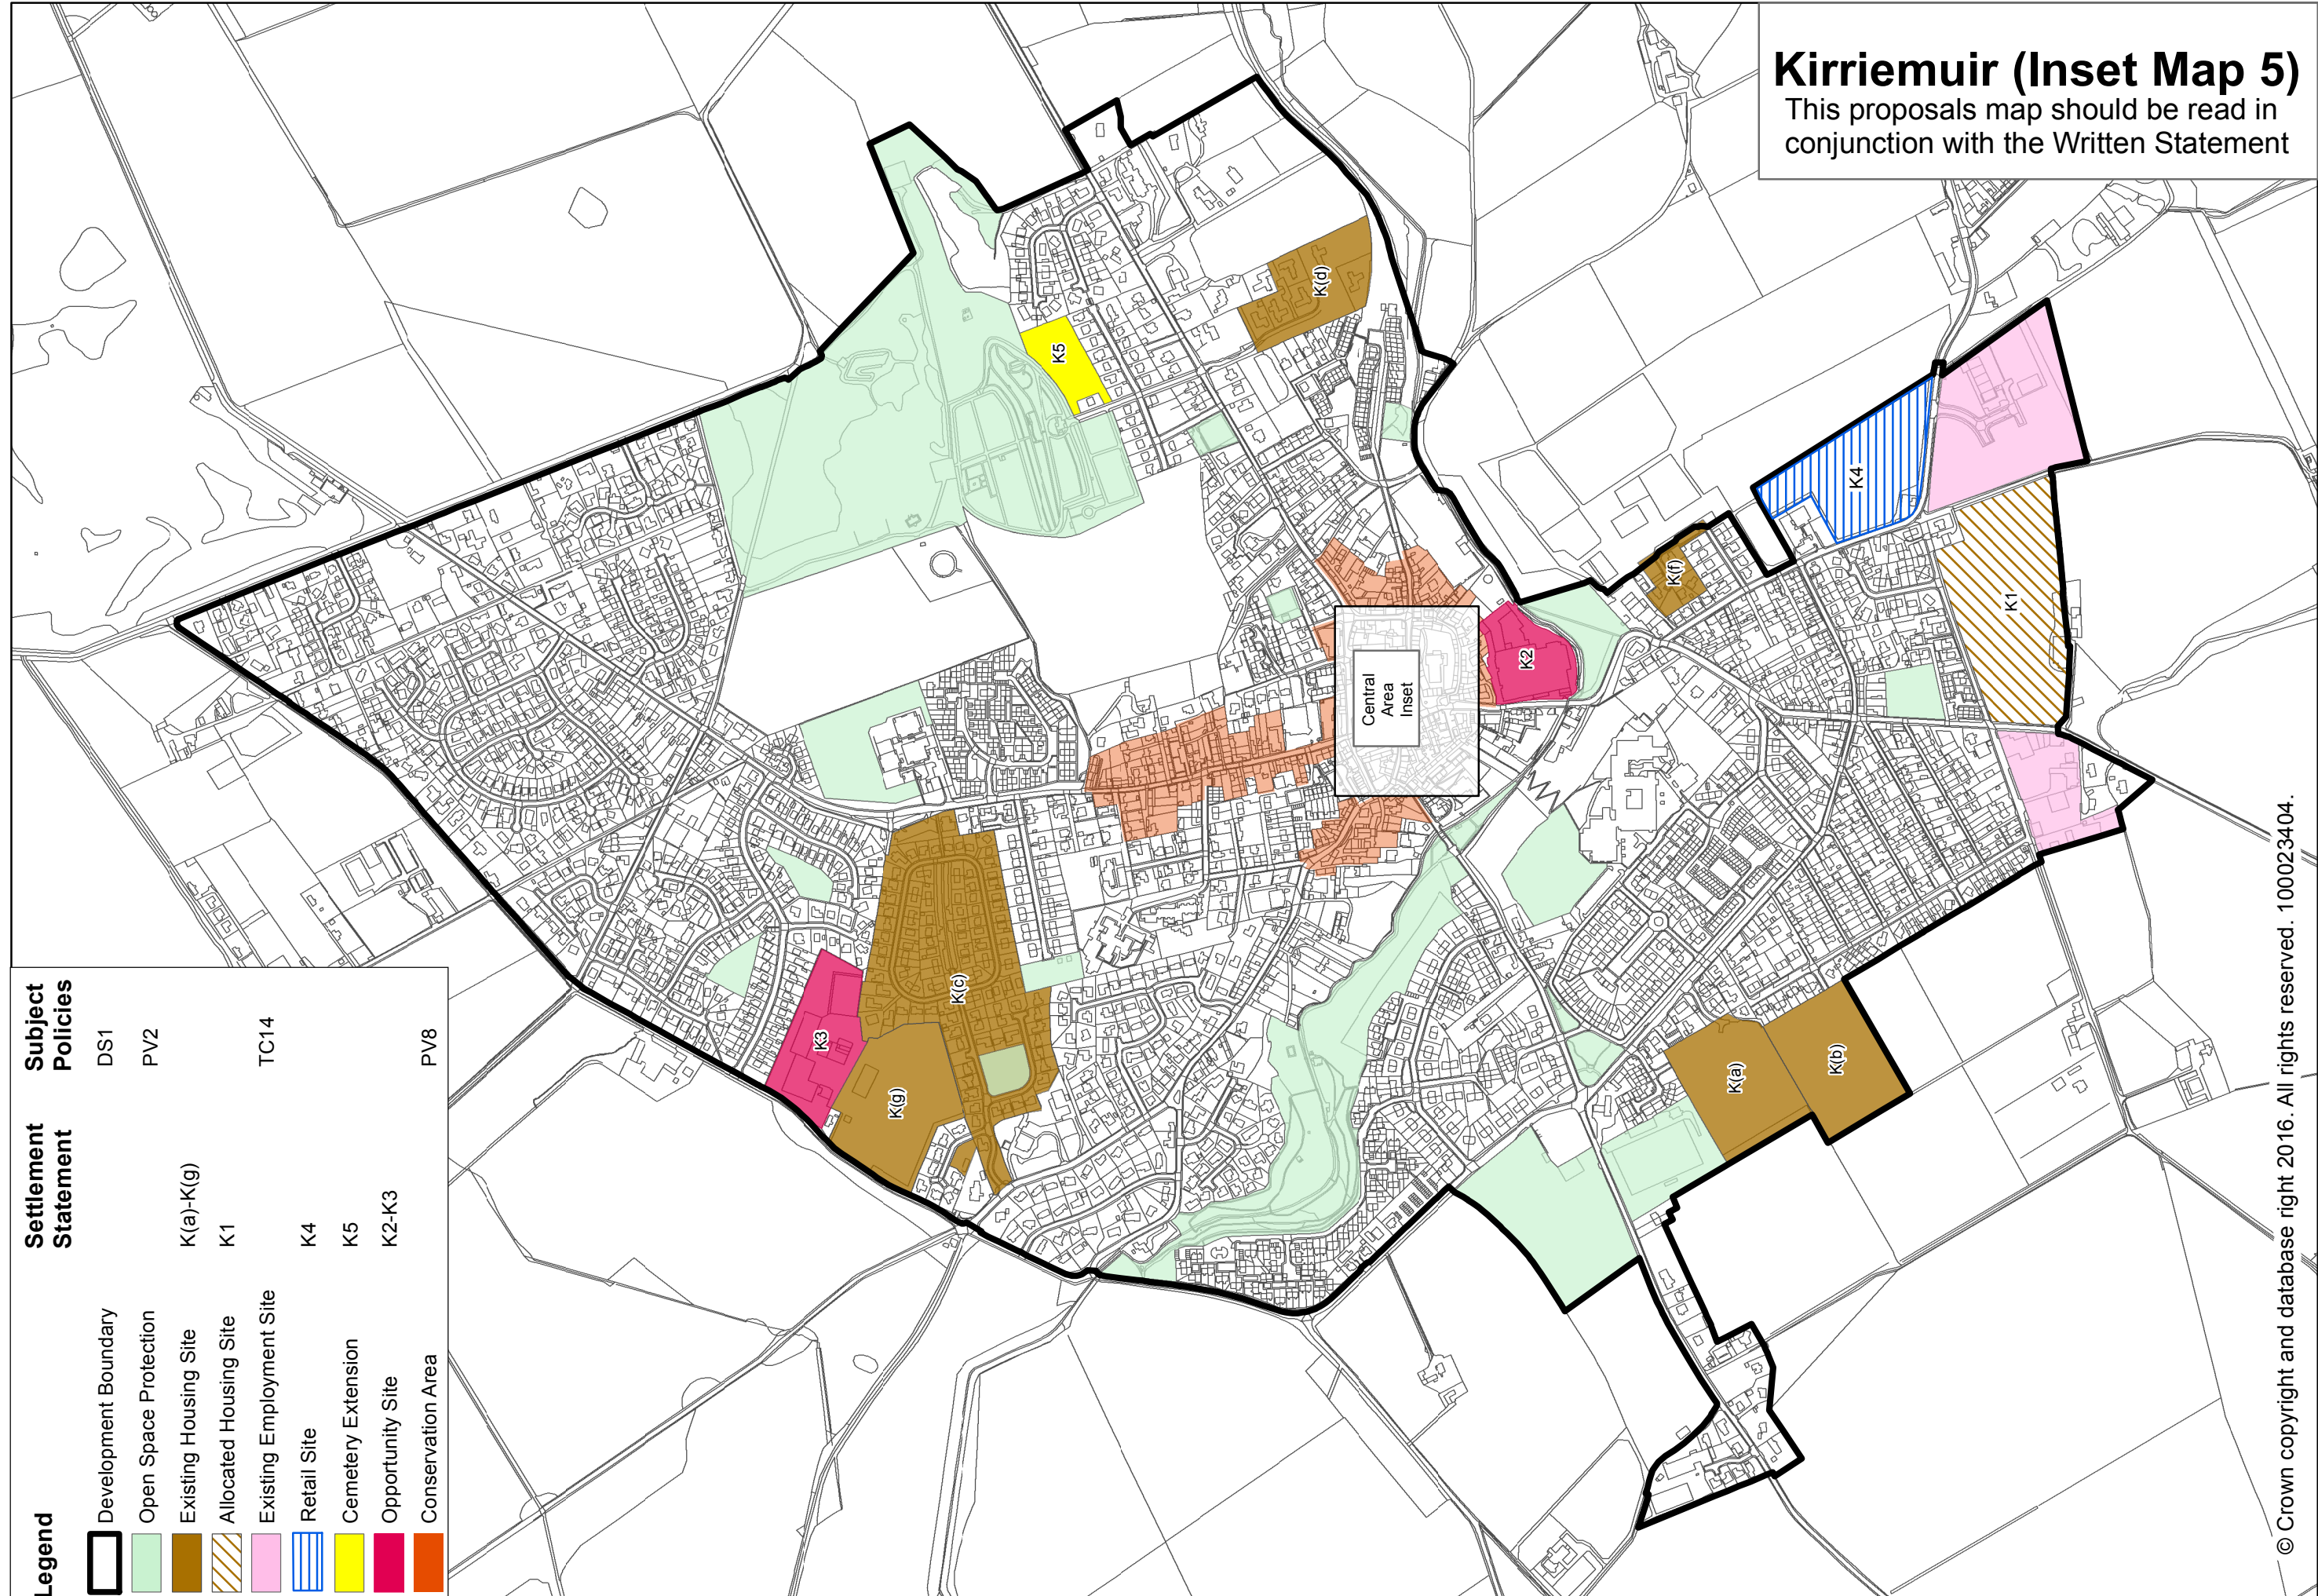 Kirriemuir (Inset Map 5)
This proposals map should be read in
conjunction with the Written Statement
Legend
Settlement
Statement
Subject
Policies
Development Boundary DS1
Open Space Protection PV2
Existing Housing Site K(a)-K(g)
Allocated Housing Site K1
Existing Employment Site TC14
Retail Site K4
Cemetery Extension K5
Opportunity Site K2-K3
Conservation Area PV8
K5
K(d)
K4
K(f)
K1
K2
Central
Area
Inset
K(c)
K3
K(g)
K(a)
K(b)
© Crown copyright and database right 2016. All rights reserved. 100023404.